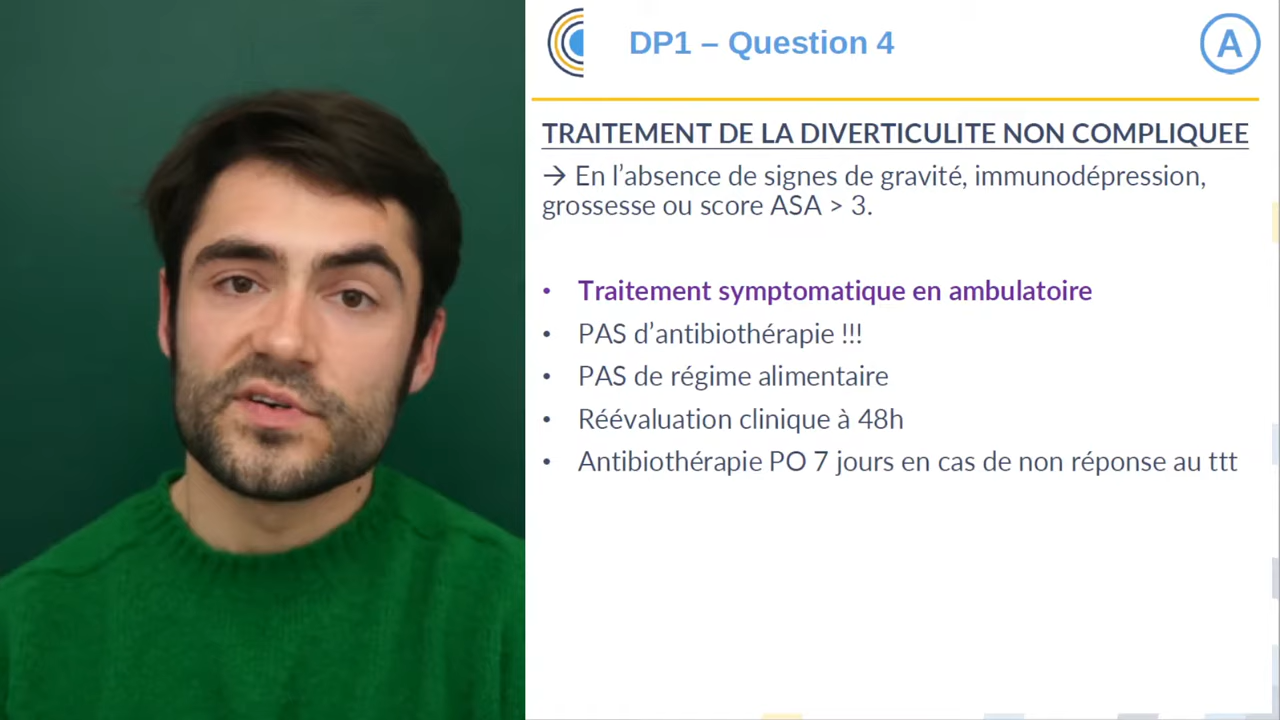 DP1 – Question 4
A
TRAITEMENT DE LA DIVERTICULITE NON COMPLIQUEE
→ En l’absence de signes de gravité, immunodépression,
grossesse ou score ASA > 3.
• Traitement symptomatique en ambulatoire
• PAS d’antibiothérapie !!!
• PAS de régime alimentaire
• Réévaluation clinique à 48h
• Antibiothérapie PO 7 jours en cas de non réponse au ttt